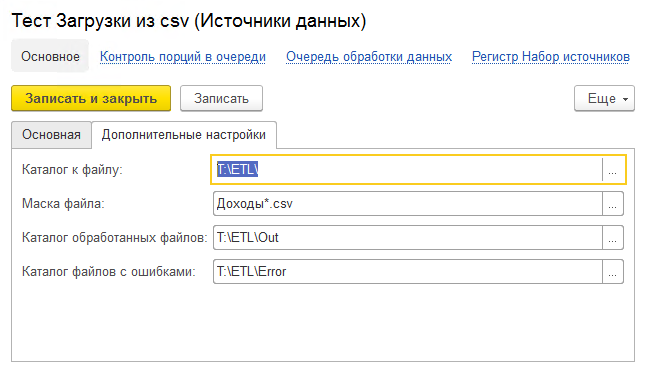 Тест Загрузки из csv (Источники данных)
Основное Контроль порций в очереди Очередь обработки данных Регистр Набор источников
Записать и закрыть Записать Еще
Основная Дополнительные настройки
Каталог к файлу: T:\ETL\ ...
Маска файла: Доходы*.csv ...
Каталог обработанных файлов: T:\ETL\Out ...
Каталог файлов с ошибками: T:\ETL\Error ...